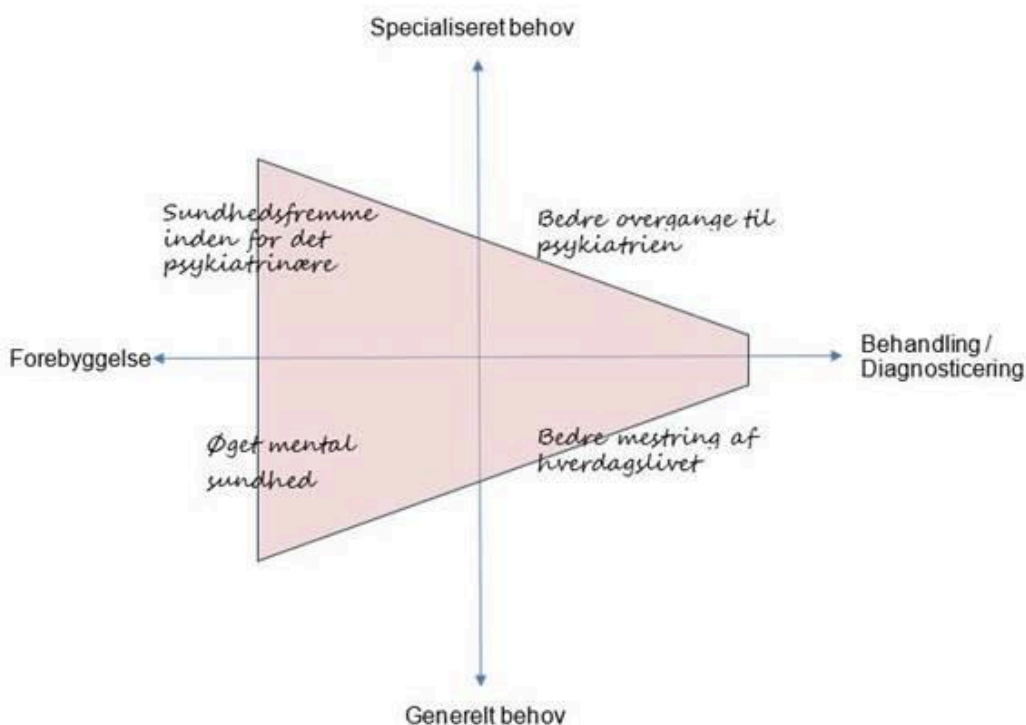 Specialiseret behov
Sundhedsfremme
inden for det
psykiatrinære
Bedre overgange til
psykiatrien
Forebyggelse
Behandling /
Diagnosticering
Øget mental
sundhed
Bedre mestring af
hverdagslivet
Generelt behov